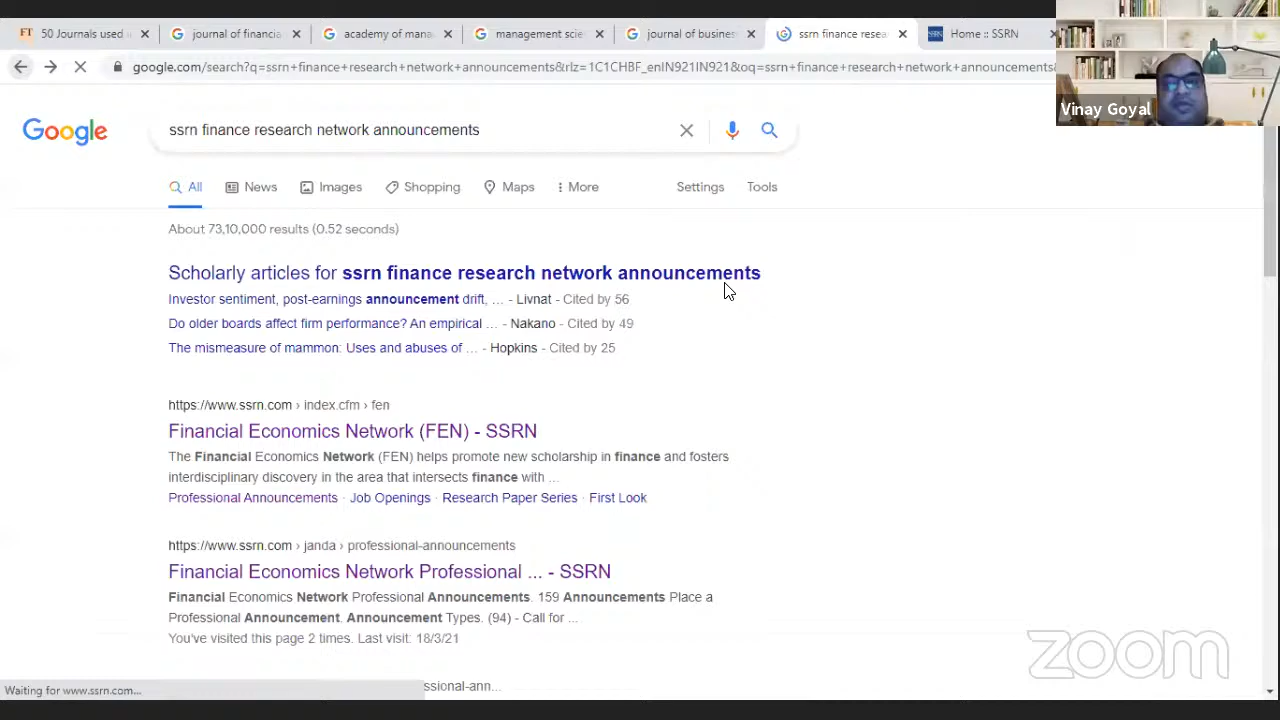 50 Journals used i
journal of financia
academy of mana
management scie
journal of busines
ssrn finance resea
SSRN
Home :: SSRN
google.com/search?q=ssrn+finance+research+network+announcements&rlz=1C1CHBF_enIN921IN921&oq=ssrn+finance+research+network+announcements&
Vinay Goyal
Google
ssrn finance research network announcements
All
News
Images
Shopping
Maps
More
Settings
Tools
About 73,10,000 results (0.52 seconds)
Scholarly articles for ssrn finance research network announcements
Investor sentiment, post-earnings announcement drift, ... - Livnat - Cited by 56
Do older boards affect firm performance? An empirical ... - Nakano - Cited by 49
The mismeasure of mammon: Uses and abuses of ... - Hopkins - Cited by 25
https://www.ssrn.com › index.cfm › fen
Financial Economics Network (FEN) - SSRN
The Financial Economics Network (FEN) helps promote new scholarship in finance and fosters
interdisciplinary discovery in the area that intersects finance with ...
Professional Announcements · Job Openings · Research Paper Series · First Look
https://www.ssrn.com › janda › professional-announcements
Financial Economics Network Professional ... - SSRN
Financial Economics Network Professional Announcements. 159 Announcements Place a
Professional Announcement. Announcement Types. (94) - Call for ...
You've visited this page 2 times. Last visit: 18/3/21
zoom
Waiting for www.ssrn.com...
ssional-ann...